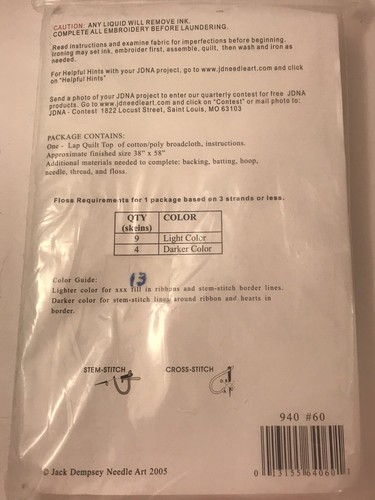 CAUTION: ANY LIQUID WILL REMOVE INK.
COMPLETE ALL EMBROIDERY BEFORE LAUNDERING.
Read instructions and examine fabric for imperfections before beginning.
Ironing may set ink, embroider first, assemble, quilt, then wash and iron as
needed.
For Helpful Hints with your JDNA project, go to www.jdneedleart.com and click
on "Helpful Hints"
Send a photo of your JDNA project to enter our quarterly contest for free JDNA
products. Go to www.jdneedleart.com and click on "Contest" or mail photo to:
JDNA - Contest 1822 Locust Street, Saint Louis, MO 63103
PACKAGE CONTAINS:
One - Lap Quilt Top of cotton/poly broadcloth, instructions.
Approximate finished size 38" x 58"
Additional materials needed to complete: backing, batting, hoop,
needle, thread, and floss.
Floss Requirements for 1 package based on 3 strands or less.
QTY (skeins) COLOR
9 Light Color
4 Darker Color
13
Color Guide:
Lighter color for xxx fill in ribbons and stem-stitch border lines.
Darker color for stem-stitch lines around ribbon and hearts in
border.
STEM-STITCH CROSS-STITCH
940 #60
© Jack Dempsey Needle Art 2005
0 13155 64060 1